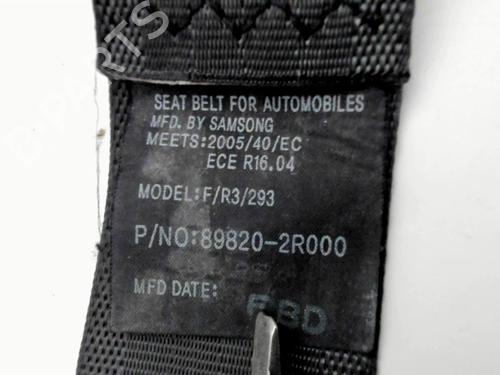 SEAT BELT FOR AUTOMOBILES
MFD. BY SAMSONG
MEETS:2005/40/EC
ECE R16.04
MODEL:F/R3/293
P/NO:89820-2R000
MFD DATE: